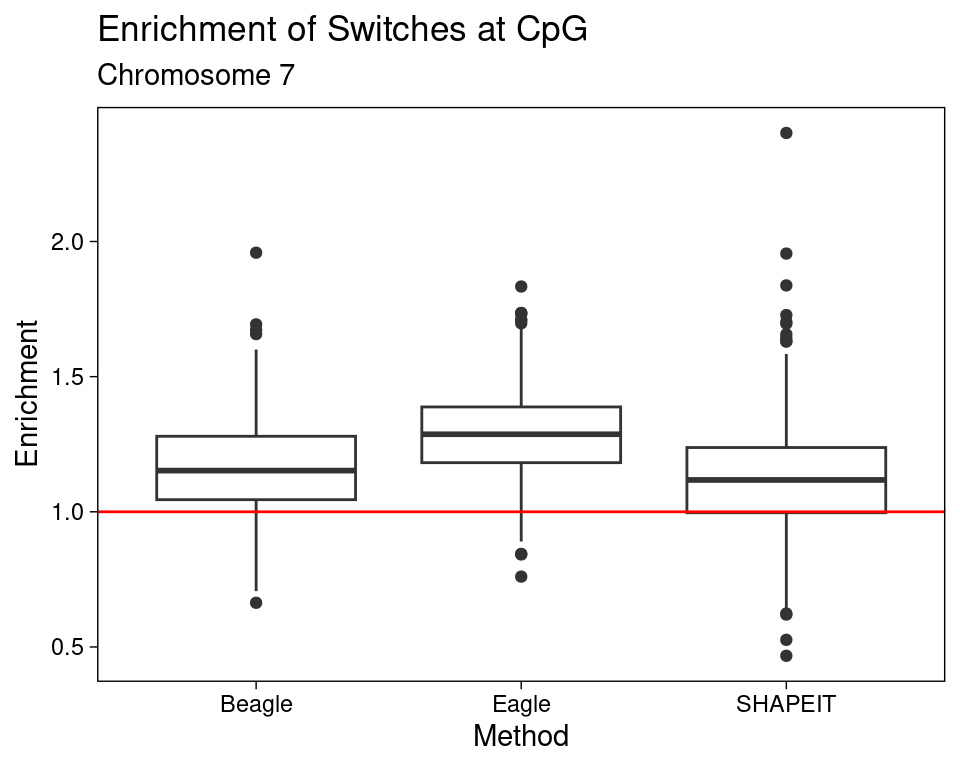 Enrichment of Switches at CpG
Chromosome 7
Enrichment
2.0
1.5
1.0
0.5
Beagle Eagle SHAPEIT
Method